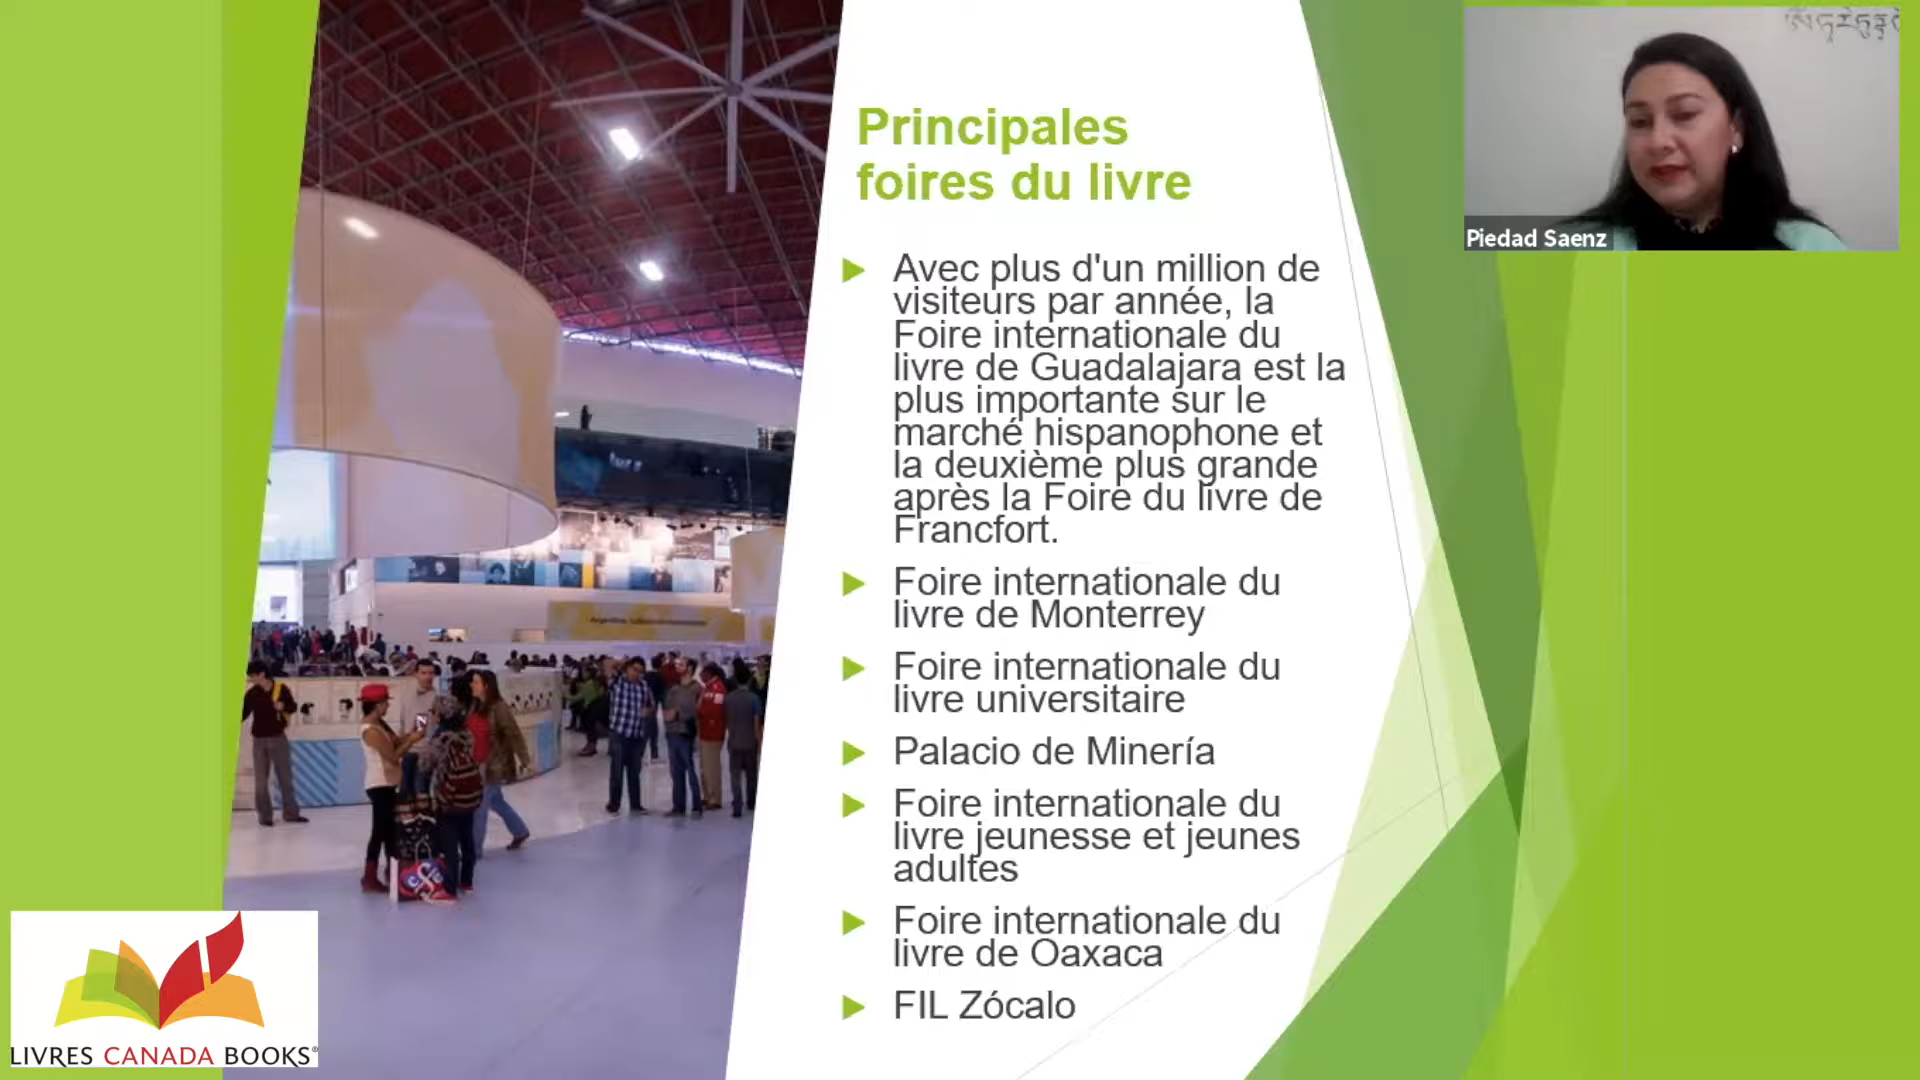 Principales
foires du livre
Avec plus d'un million de
visiteurs par année, la
Foire internationale du
livre de Guadalajara est la
plus importante sur le
marché hispanophone et
la deuxième plus grande
après la Foire du livre de
Francfort.
Foire internationale du
livre de Monterrey
Foire internationale du
livre universitaire
Palacio de Minería
Foire internationale du
livre jeunesse et jeunes
adultes
Foire internationale du
livre de Oaxaca
FIL Zócalo
Piedad Saenz
LIVRES CANADA BOOKS®